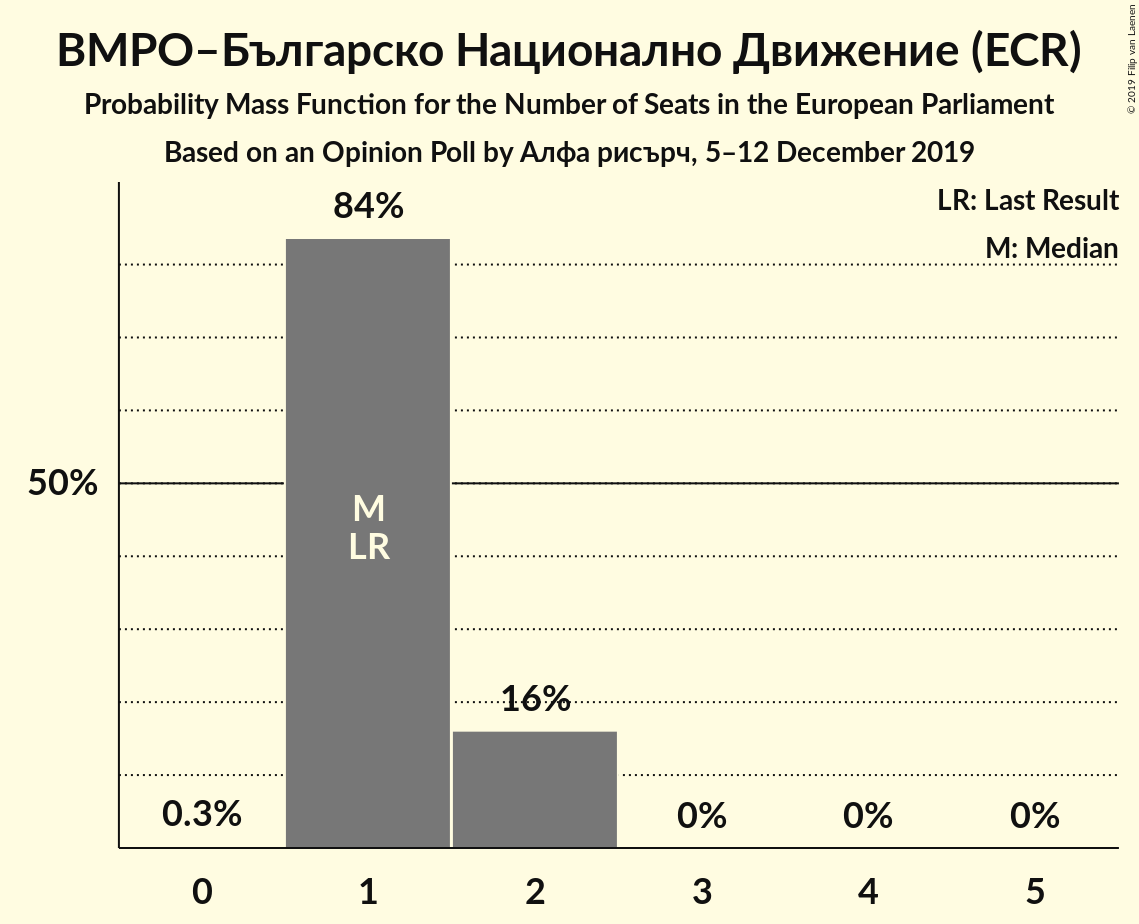 ВМРО–Българско Национално Движение (ECR)
Probability Mass Function for the Number of Seats in the European Parliament
Based on an Opinion Poll by Алфа рисърч, 5–12 December 2019
© 2019 Filip van Laenen
LR: Last Result
M: Median
84%
50%
M
LR
16%
0.3%
0%
0%
0%
0
1
2
3
4
5